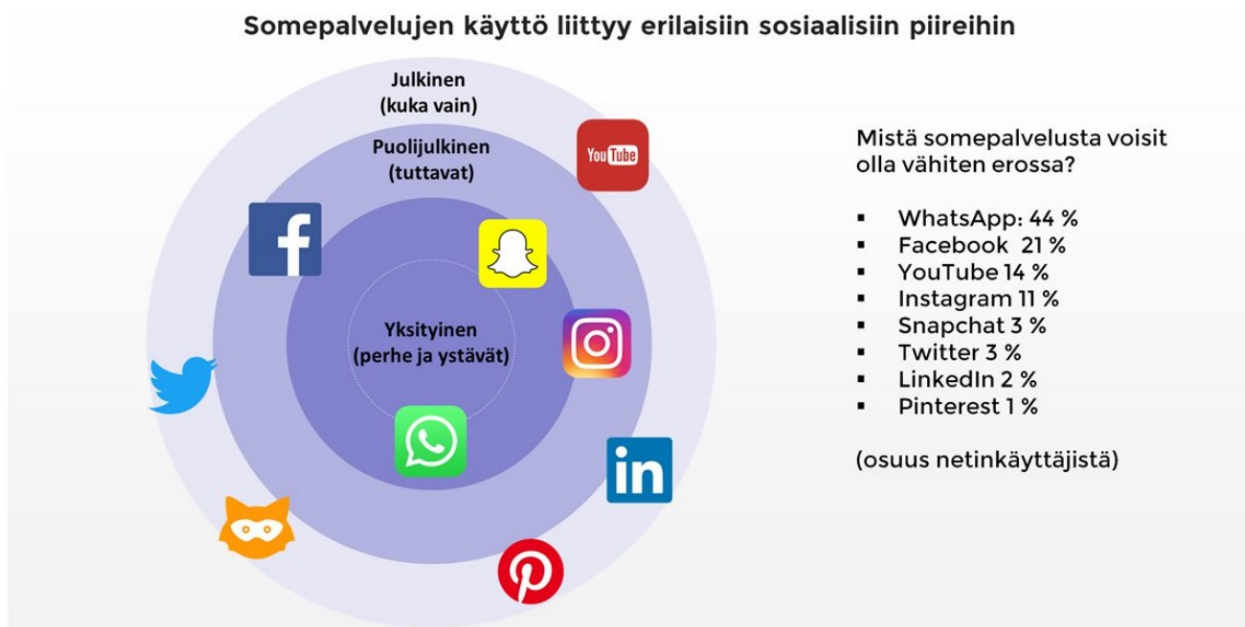 Somepalvelujen käyttö liittyy erilaisiin sosiaalisiin piireihin
Julkinen
(kuka vain)
Puolijulkinen
(tuttavat)
Yksityinen
(perhe ja ystävät)
You Tube
in
Mistä somepalvelusta voisit
olla vähiten erossa?
▪ WhatsApp: 44 %
▪ Facebook 21 %
▪ YouTube 14 %
▪ Instagram 11 %
▪ Snapchat 3 %
▪ Twitter 3 %
▪ LinkedIn 2 %
▪ Pinterest 1 %
(osuus netinkäyttäjistä)